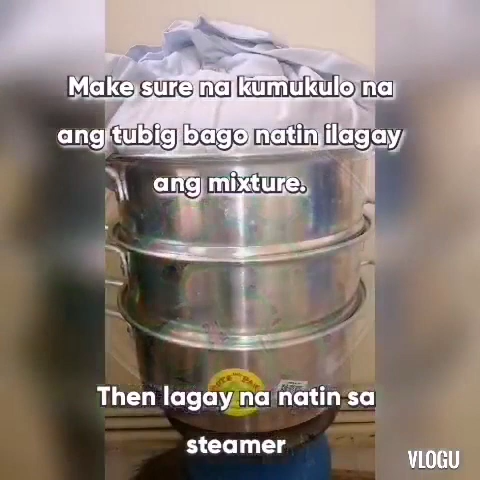 Make sure na kumukulo na
ang tubig bago natin ilagay
ang mixture.
Then lagay na natin sa
steamer
VLOGU